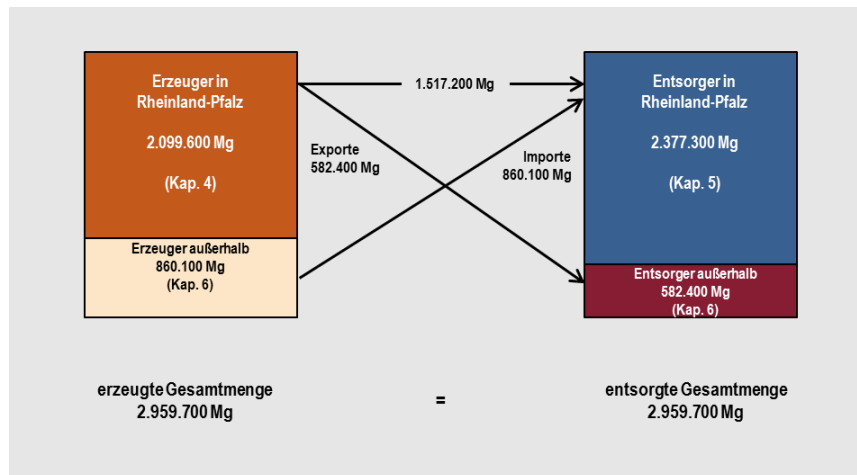 Erzeuger in
Rheinland-Pfalz
2.099.600 Mg
(Kap. 4)
Erzeuger außerhalb
860.100 Mg
(Kap. 6)
1.517.200 Mg
Exporte
582.400 Mg
Importe
860.100 Mg
Entsorger in
Rheinland-Pfalz
2.377.300 Mg
(Kap. 5)
Entsorger außerhalb
582.400 Mg
(Kap. 6)
erzeugte Gesamtmenge
2.959.700 Mg
=
entsorgte Gesamtmenge
2.959.700 Mg